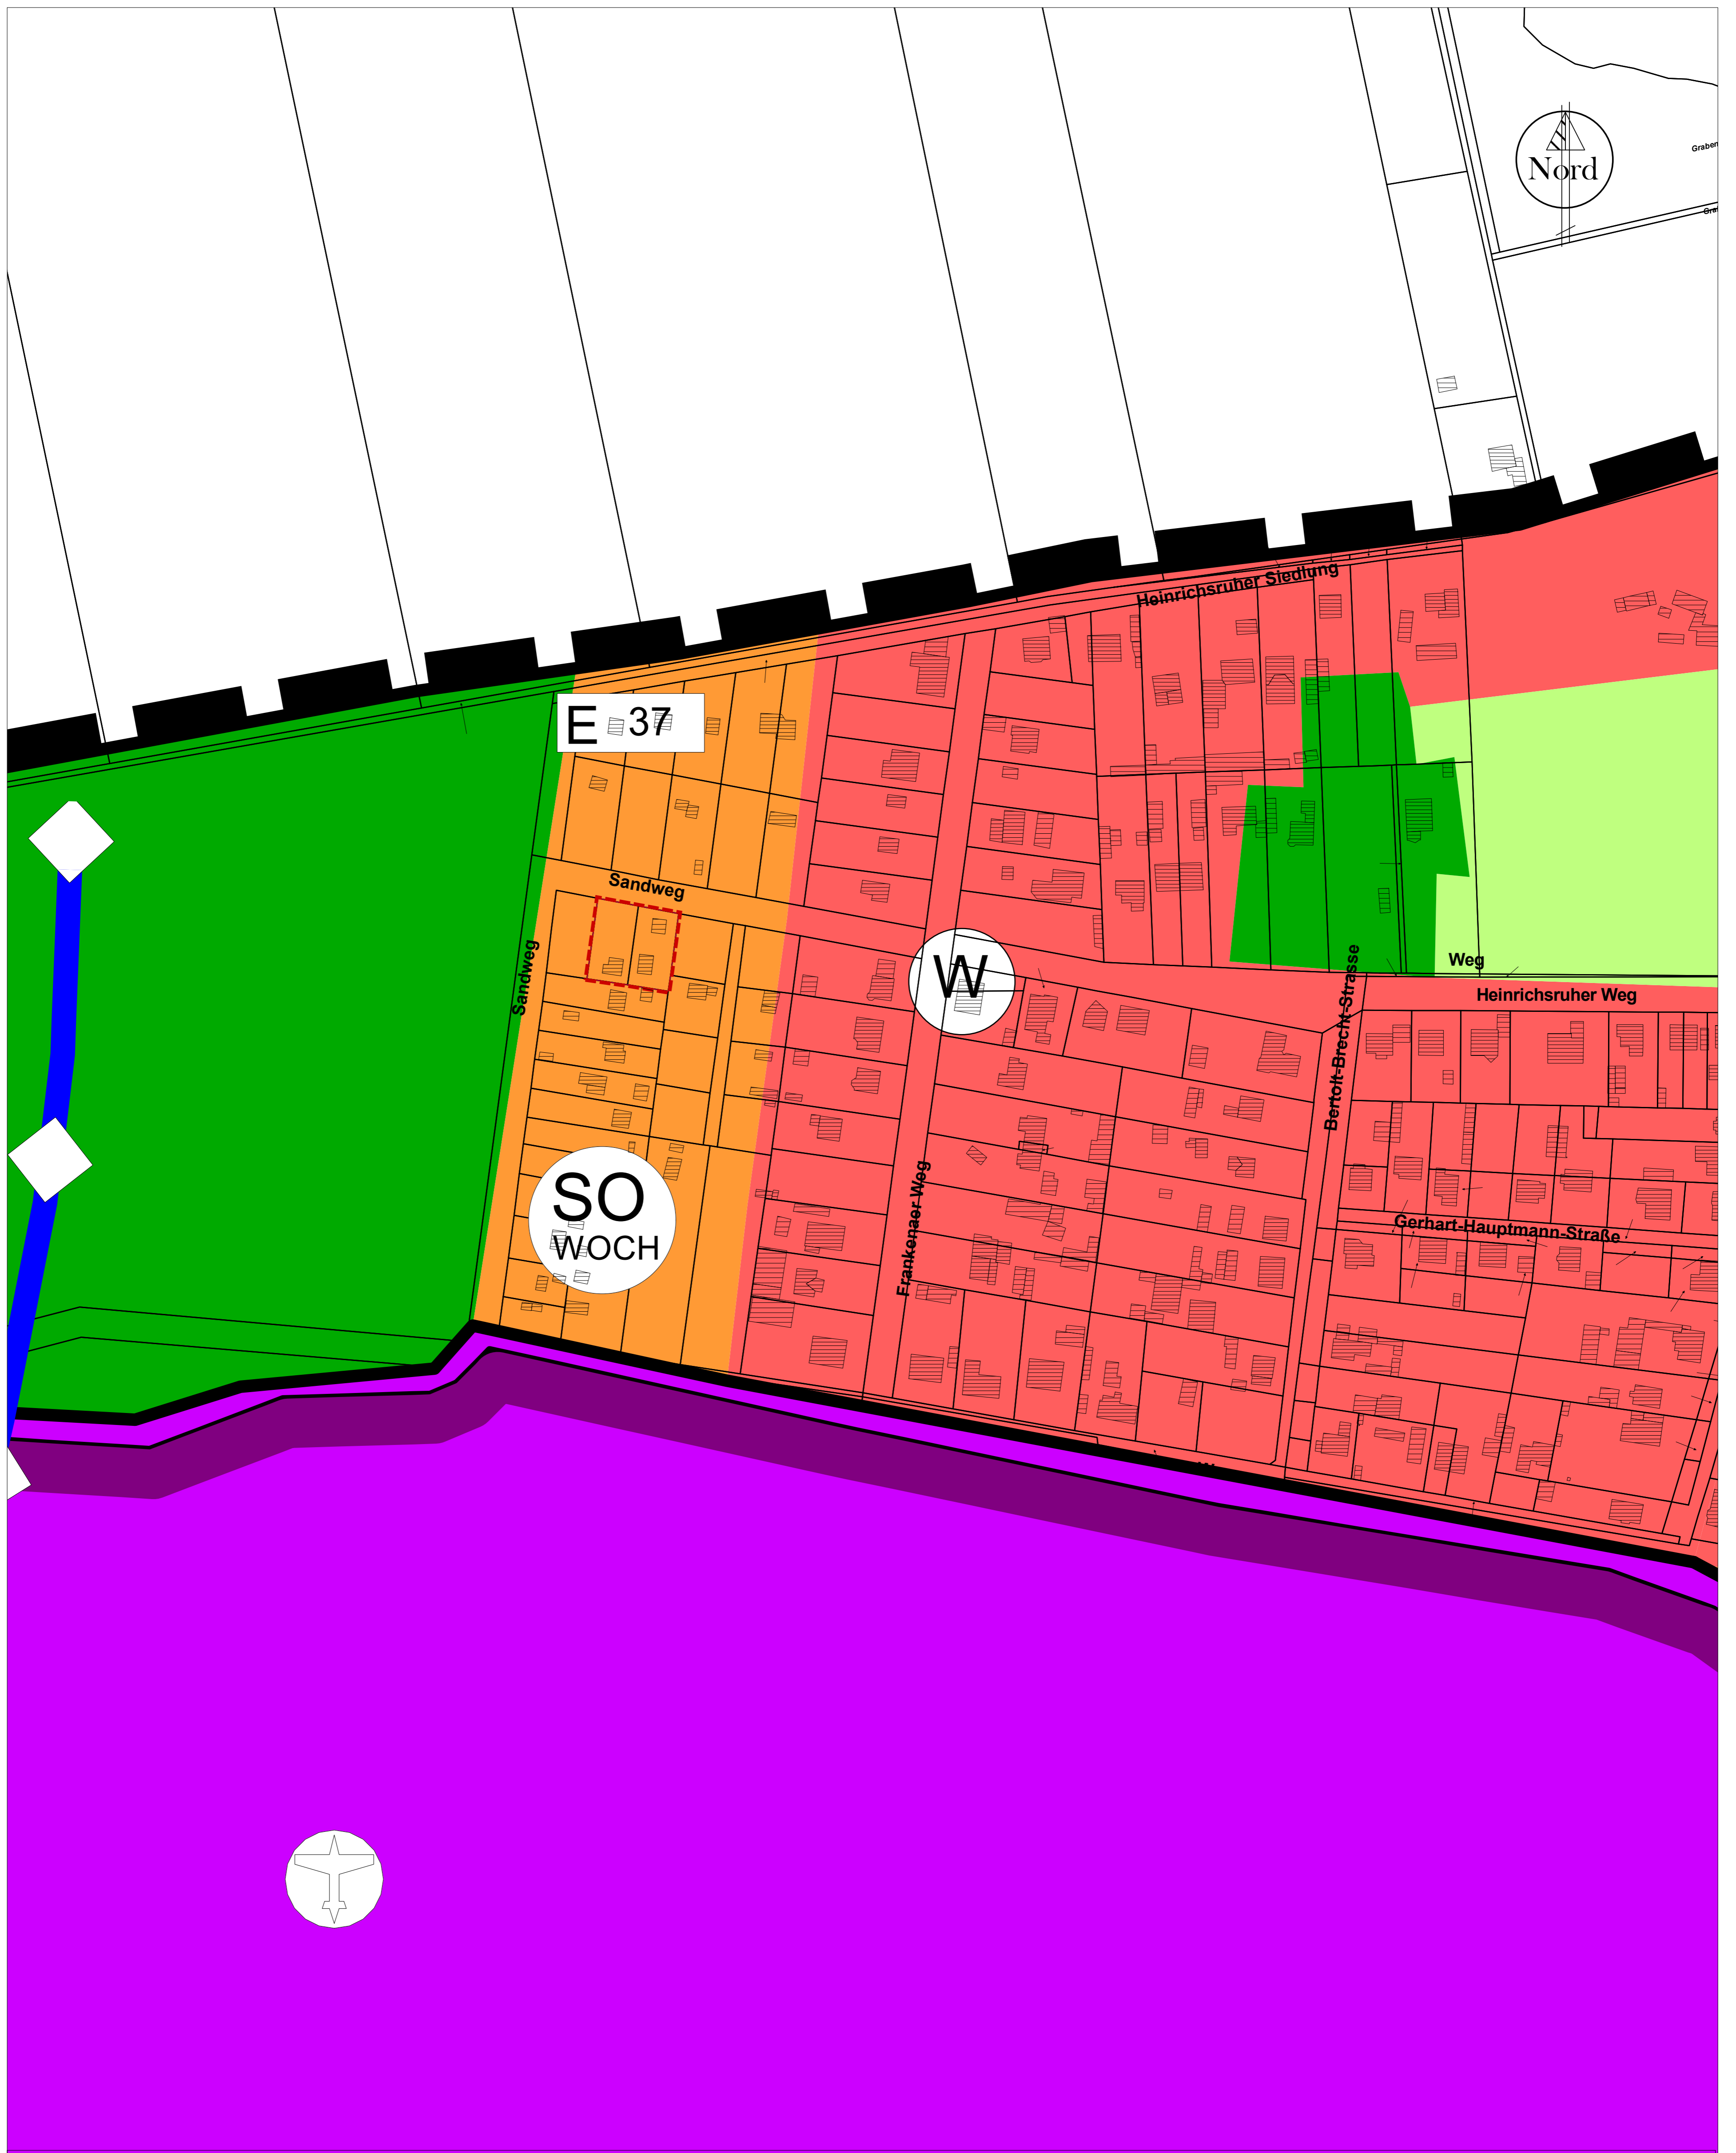 Graben
Nord
Heinrichsruher Siedlung
E 37
Sandweg
Sandweg
W
Weg
Heinrichsruher Weg
Bertolt-Brecht-Strasse
Frankenaer Weg
SO
WOCH
Gerhart-Hauptmann-Straße